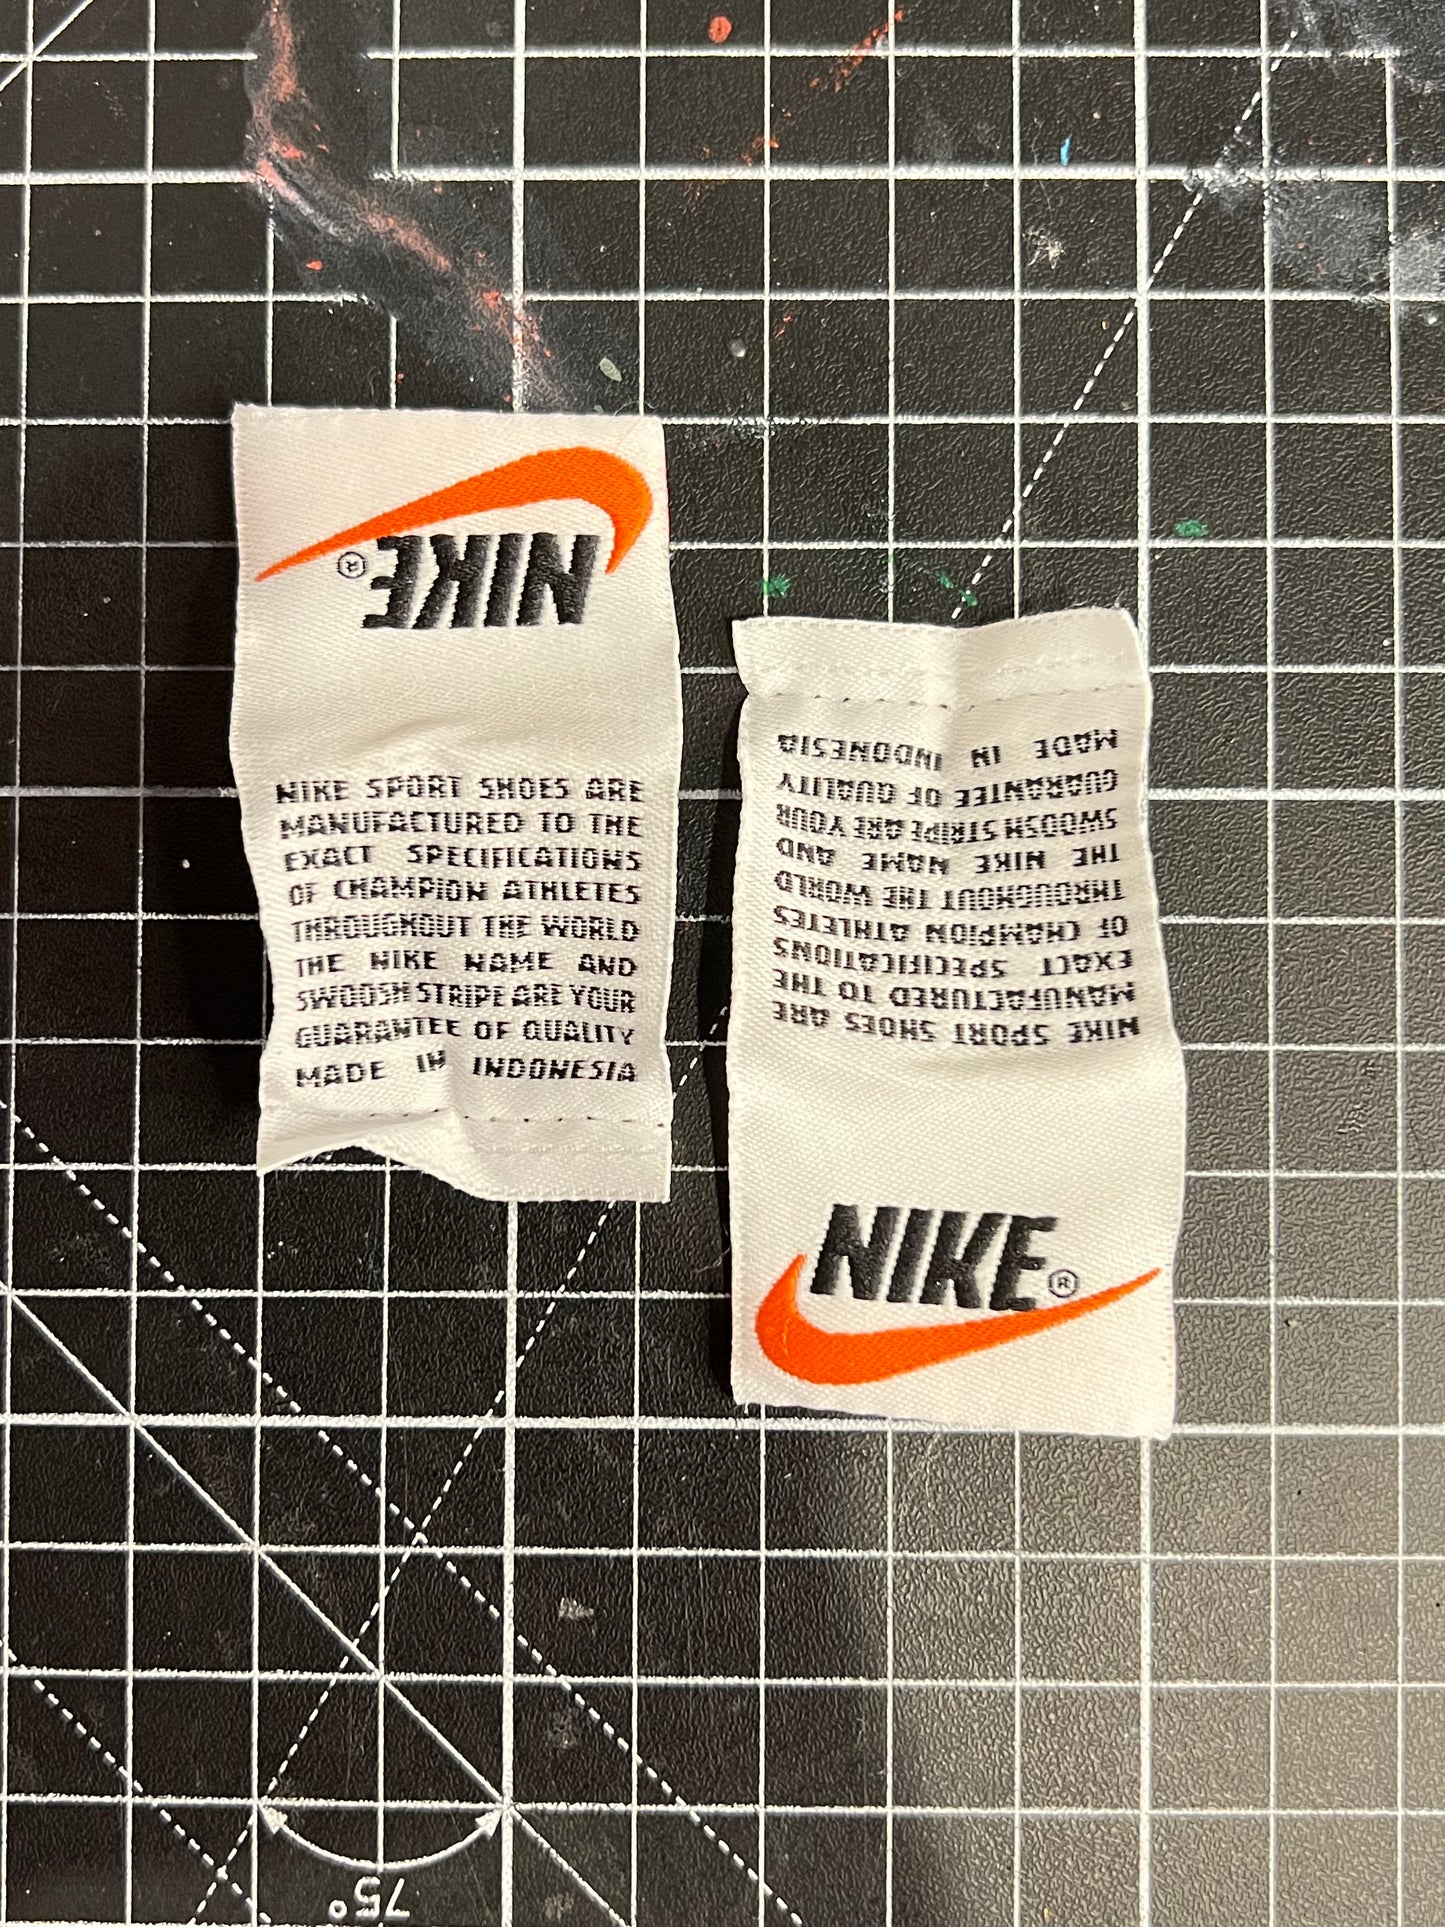 NIKE®
NIKE SPORT SHOES ARE
MANUFACTURED TO THE
EXACT SPECIFICATIONS
OF CHAMPION ATHLETES
THROUGHOUT THE WORLD
THE NIKE NAME AND
SWOOSH STRIPE ARE YOUR
GUARANTEE OF QUALITY
MADE IN INDONESIA
NIKE SPORT SHOES ARE
MANUFACTURED TO THE
EXACT SPECIFICATIONS
OF CHAMPION ATHLETES
THROUGHOUT THE WORLD
THE NIKE NAME AND
SWOOSH STRIPE ARE YOUR
GUARANTEE OF QUALITY
MADE IN INDONESIA
NIKE®
75°